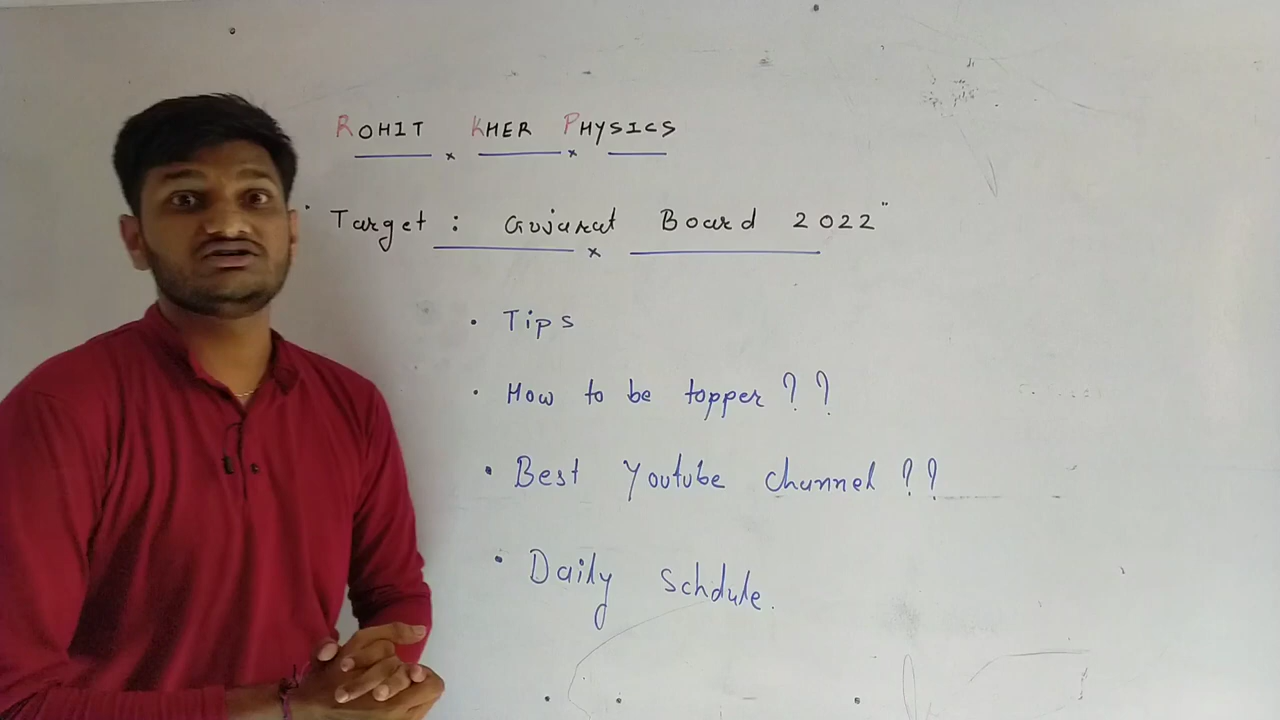 ROHIT KHER PHYSICS
"Target : Gujarat Board 2022"
• Tips
• How to be topper ??
• Best Youtube channel ??
• Daily schdule.